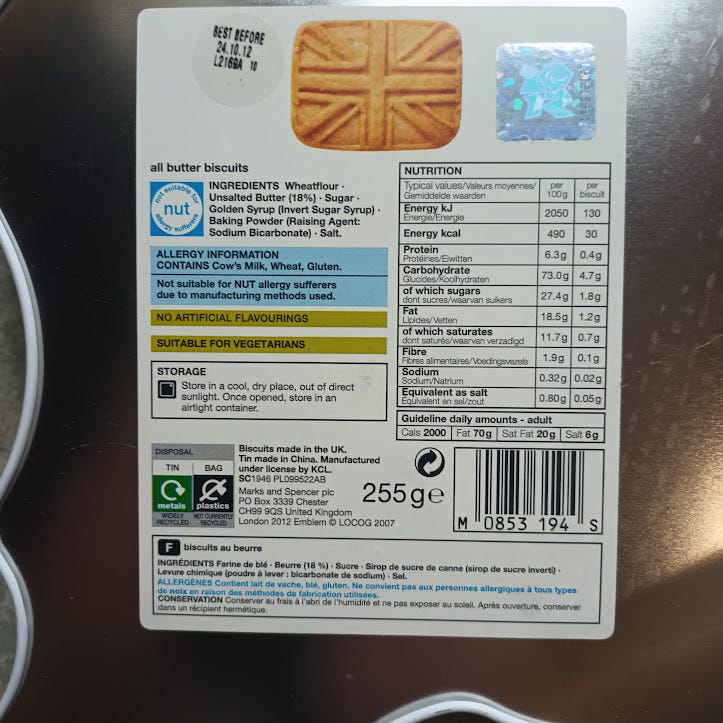 BEST BEFORE
24.10.12
L2169A 10
all butter biscuits
not suitable for
nut
allergy sufferers
INGREDIENTS Wheatflour ·
Unsalted Butter (18%) · Sugar ·
Golden Syrup (Invert Sugar Syrup) ·
Baking Powder (Raising Agent:
Sodium Bicarbonate) · Salt.
ALLERGY INFORMATION
CONTAINS Cow's Milk, Wheat, Gluten.
Not suitable for NUT allergy sufferers
due to manufacturing methods used.
NO ARTIFICIAL FLAVOURINGS
SUITABLE FOR VEGETARIANS
STORAGE
Store in a cool, dry place, out of direct
sunlight. Once opened, store in an
airtight container.
NUTRITION
Typical values/Valeurs moyennes/ per per
Gemiddelde waarden 100g biscuit
Energy kJ 2050 130
Énergie/Energie
Energy kcal 490 30
Protein 6.3g 0.4g
Protéines/Eiwitten
Carbohydrate 73.0g 4.7g
Glucides/Koolhydraten
of which sugars 27.4g 1.8g
dont sucres/waarvan suikers
Fat 18.5g 1.2g
Lipides/Vetten
of which saturates 11.7g 0.7g
dont saturés/waarvan verzadigd
Fibre 1.9g 0.1g
Fibres alimentaires/Voedingsvezels
Sodium 0.32g 0.02g
Sodium/Natrium
Equivalent as salt 0.80g 0.05g
Équivalent en sel/zout
Guideline daily amounts - adult
Cals 2000 Fat 70g Sat Fat 20g Salt 6g
DISPOSAL
TIN BAG
metals plastics
WIDELY RECYCLED NOT CURRENTLY RECYCLED
Biscuits made in the UK.
Tin made in China. Manufactured
under license by KCL.
SC1946 PL099522AB
Marks and Spencer plc
PO Box 3339 Chester
CH99 9QS United Kingdom
London 2012 Emblem © LOCOG 2007
255g e
M 0853 194 S
F biscuits au beurre
INGRÉDIENTS Farine de blé · Beurre (18 %) · Sucre · Sirop de sucre de canne (sirop de sucre inverti) ·
Levure chimique (poudre à lever : bicarbonate de sodium) · Sel.
ALLERGÈNES Contient lait de vache, blé, gluten. Ne convient pas aux personnes allergiques à tous types
de noix en raison des méthodes de fabrication utilisées.
CONSERVATION Conserver au frais à l'abri de l'humidité et ne pas exposer au soleil. Après ouverture, conserver
dans un récipient hermétique.